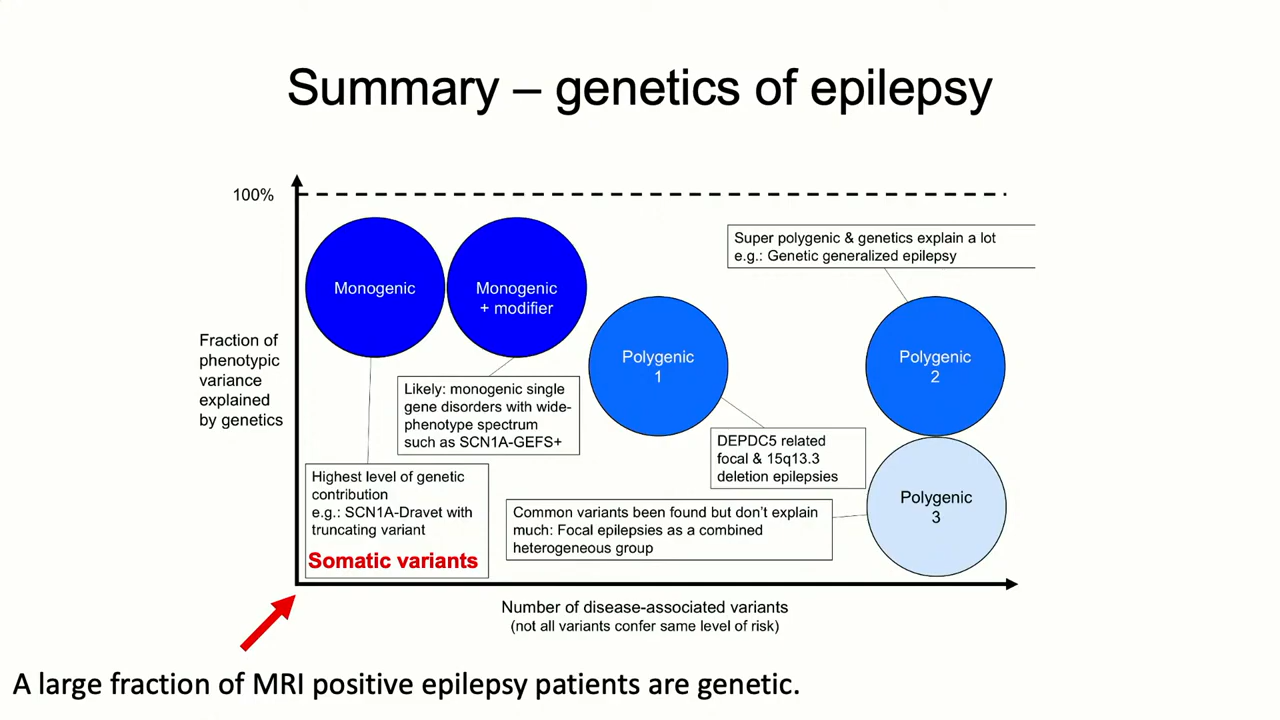 Summary – genetics of epilepsy
100%
Monogenic
Monogenic
+ modifier
Polygenic
1
Super polygenic & genetics explain a lot
e.g.: Genetic generalized epilepsy
Polygenic
2
Fraction of
phenotypic
variance
explained
by genetics
Likely: monogenic single
gene disorders with wide-
phenotype spectrum
such as SCN1A-GEFS+
DEPDC5 related
focal & 15q13.3
deletion epilepsies
Highest level of genetic
contribution
e.g.: SCN1A-Dravet with
truncating variant
Somatic variants
Common variants been found but don’t explain
much: Focal epilepsies as a combined
heterogeneous group
Polygenic
3
Number of disease-associated variants
(not all variants confer same level of risk)
A large fraction of MRI positive epilepsy patients are genetic.